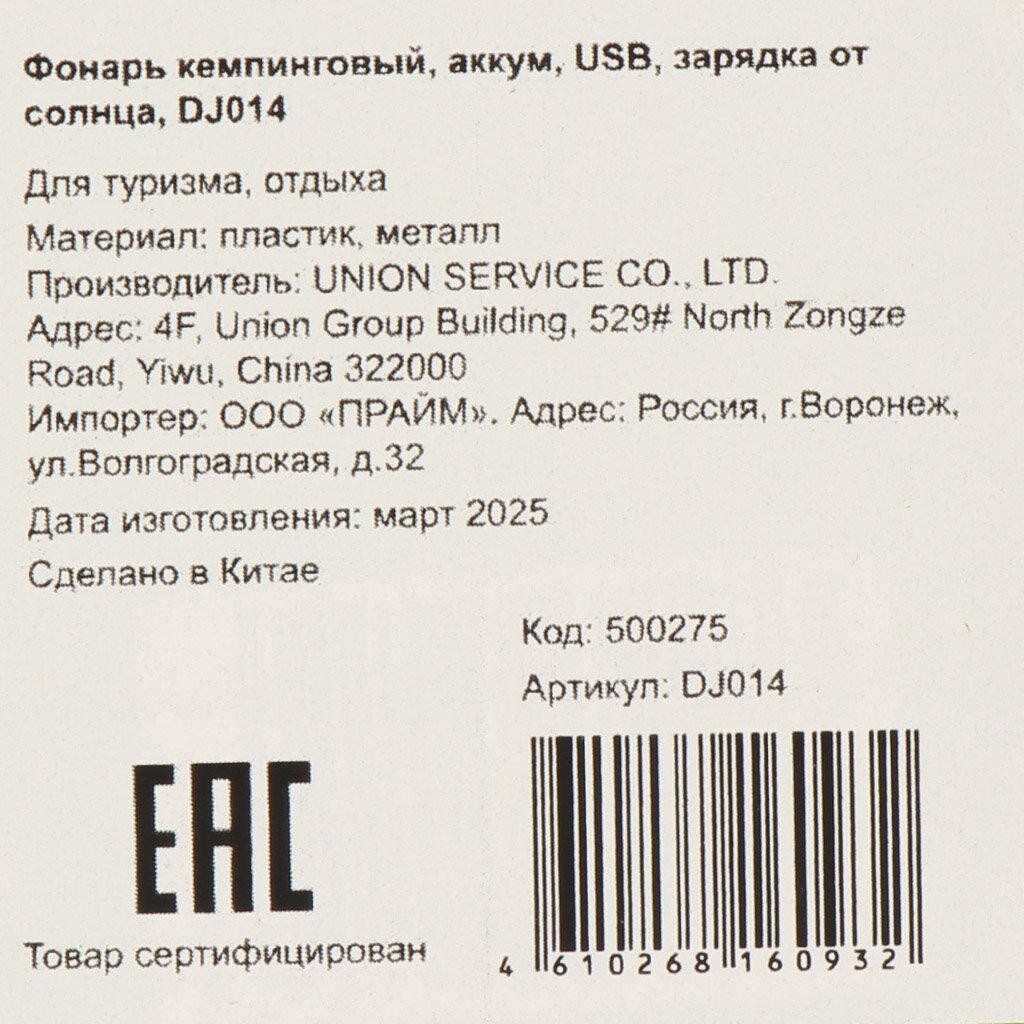 Фонарь кемпинговый, аккум, USB, зарядка от
солнца, DJ014
Для туризма, отдыха
Материал: пластик, металл
Производитель: UNION SERVICE CO., LTD.
Адрес: 4F, Union Group Building, 529# North Zongze
Road, Yiwu, China 322000
Импортер: ООО «ПРАЙМ». Адрес: Россия, г.Воронеж,
ул.Волгоградская, д.32
Дата изготовления: март 2025
Сделано в Китае
Код: 500275
Артикул: DJ014
EAC
Товар сертифицирован
4 610268 160932